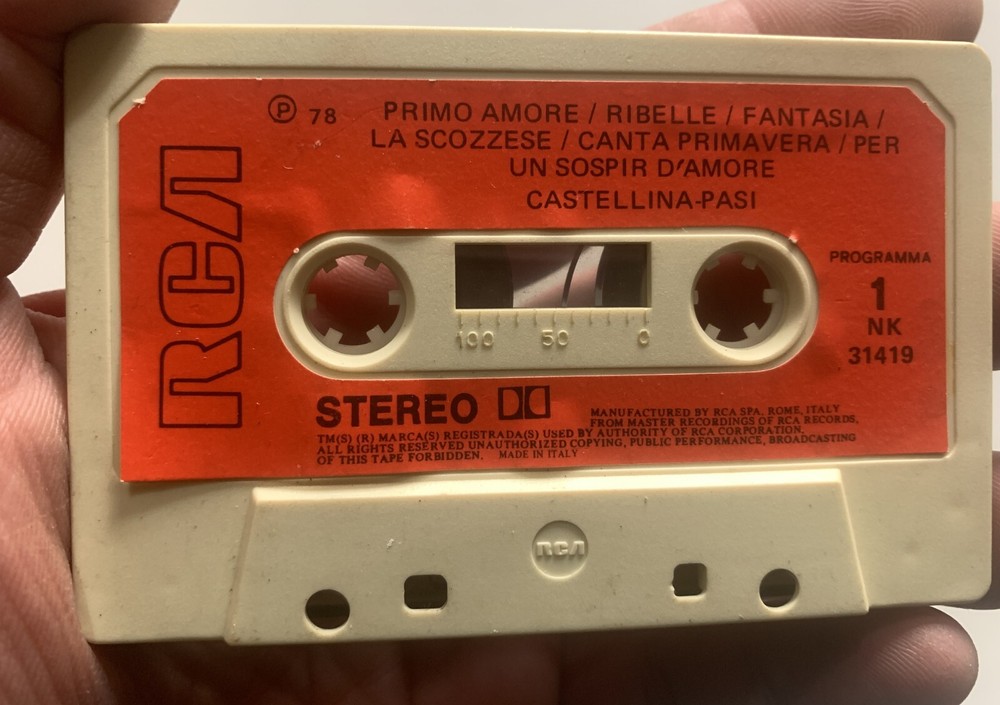 RCA
Ⓟ 78
PRIMO AMORE / RIBELLE / FANTASIA /
LA SCOZZESE / CANTA PRIMAVERA / PER
UN SOSPIR D'AMORE
CASTELLINA-PASI
PROGRAMMA
1
NK
31419
100 50 0
STEREO
MANUFACTURED BY RCA SPA, ROME, ITALY
FROM MASTER RECORDINGS OF RCA RECORDS,
TM(S) (R) MARCA(S) REGISTRADA(S) USED BY AUTHORITY OF RCA CORPORATION.
ALL RIGHTS RESERVED UNAUTHORIZED COPYING, PUBLIC PERFORMANCE, BROADCASTING
OF THIS TAPE FORBIDDEN. MADE IN ITALY
RCA